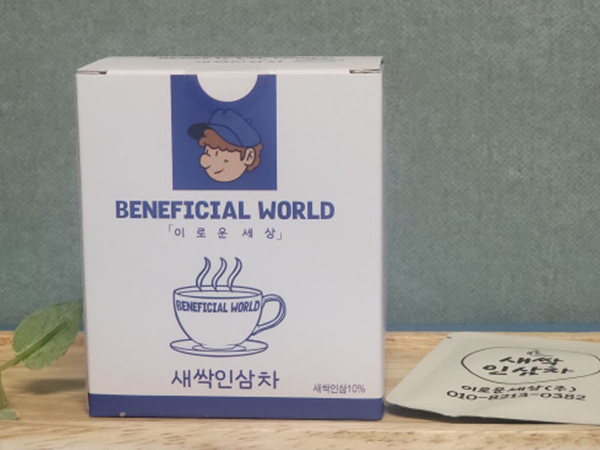 BENEFICIAL WORLD
「이로운세상」
BENEFICIAL WORLD
새싹인삼차
새싹인삼10%
새싹
인삼차
이로운세상(주)
010-8213-0382